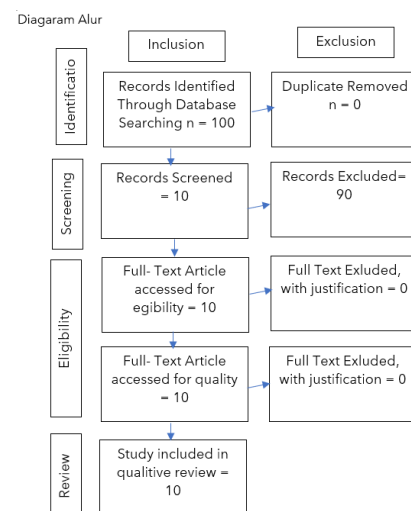 Diagaram Alur
Inclusion
Exclusion
Identificatio
Records Identified
Through Database
Searching n = 100
Duplicate Removed
n = 0
Screening
Records Screened
= 10
Records Excluded=
90
Eligibility
Full- Text Article
accessed for
egibility = 10
Full Text Exluded,
with justification = 0
Full- Text Article
accessed for quality
= 10
Full Text Exluded,
with justification = 0
Review
Study included in
qualitive review =
10